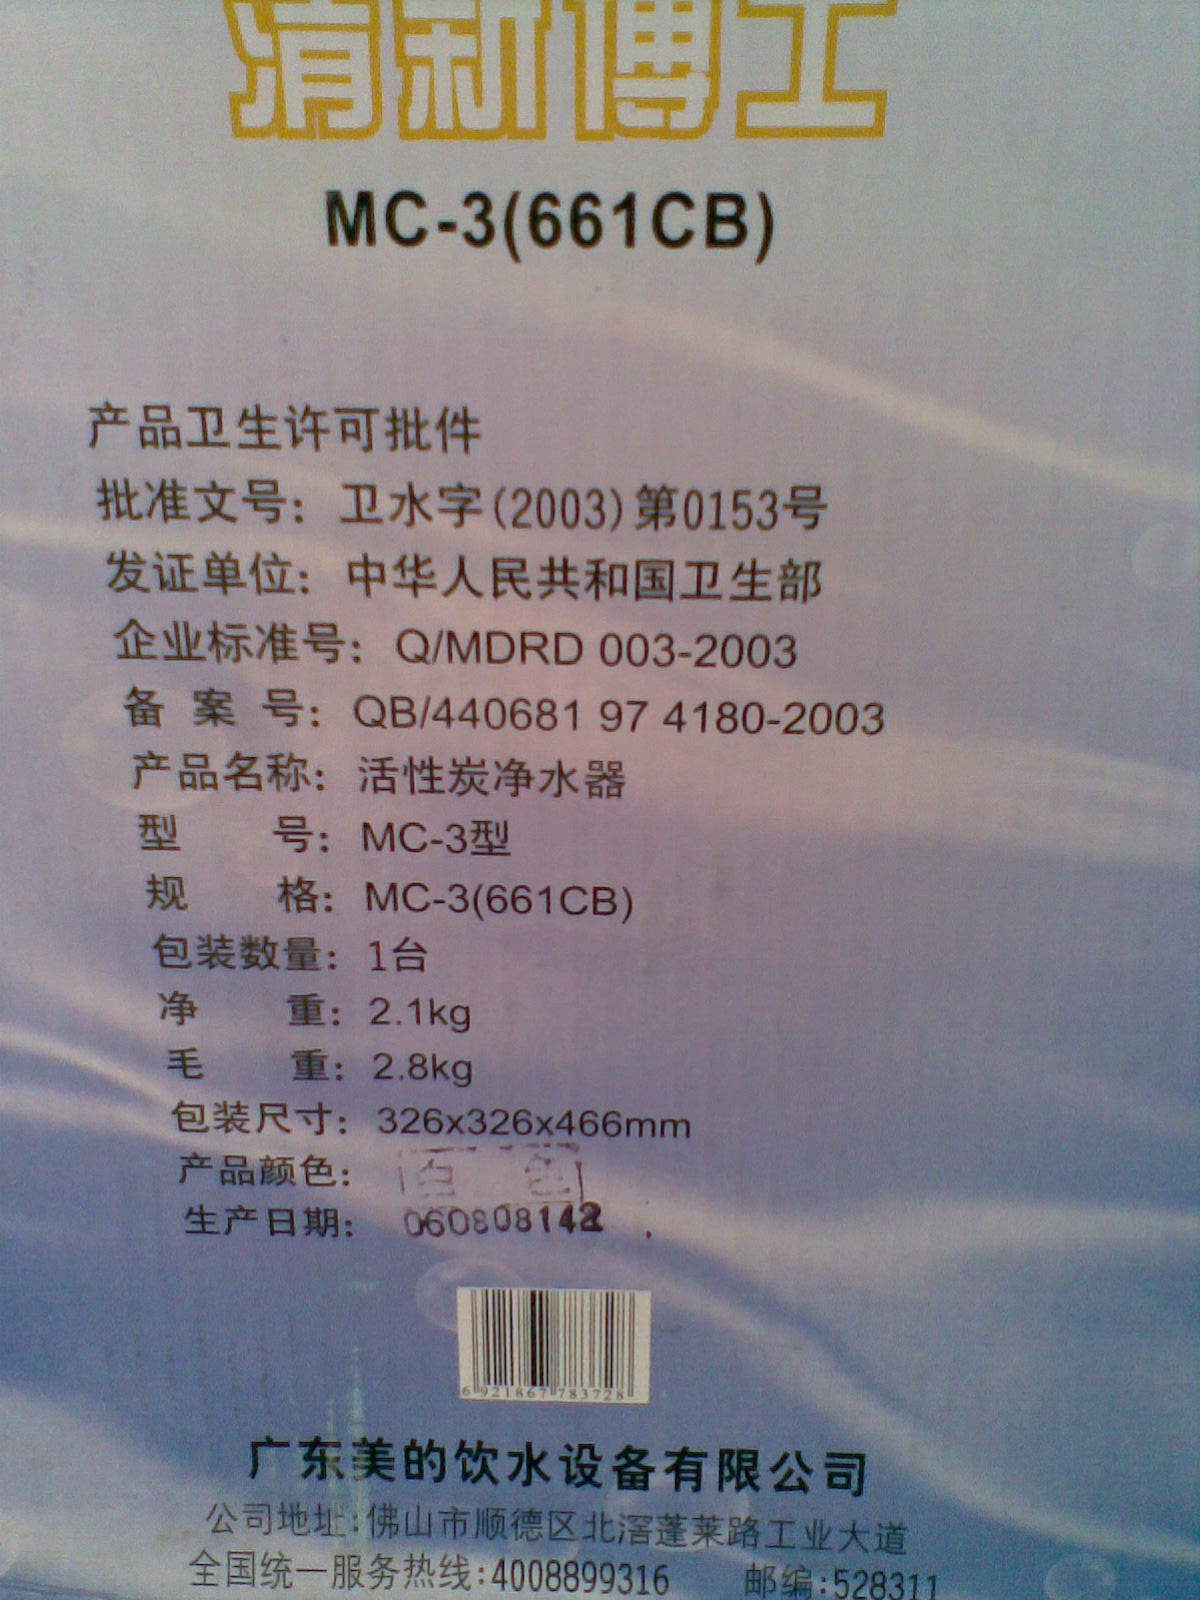 清新博士
MC-3(661CB)
产品卫生许可批件
批准文号：卫水字(2003)第0153号
发证单位：中华人民共和国卫生部
企业标准号：Q/MDRD 003-2003
备案号：QB/440681 97 4180-2003
产品名称：活性炭净水器
型号：MC-3型
规格：MC-3(661CB)
包装数量：1台
净重：2.1kg
毛重：2.8kg
包装尺寸：326x326x466mm
产品颜色：白色
生产日期：060808142
6 921867 783728
广东美的饮水设备有限公司
公司地址:佛山市顺德区北滘蓬莱路工业大道
全国统一服务热线:4008899316 邮编:528311